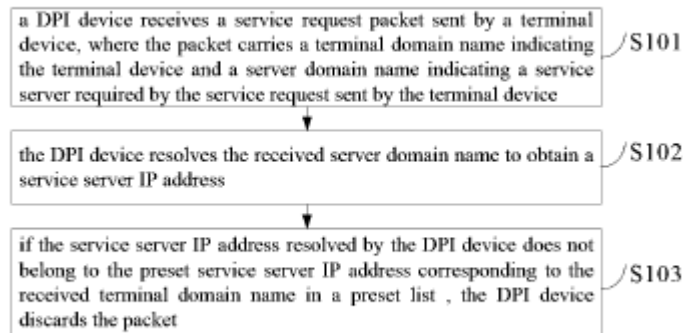 a DPI device receives a service request packet sent by a terminal
device, where the packet carries a terminal domain name indicating
the terminal device and a server domain name indicating a service
server required by the service request sent by the terminal device
S101
the DPI device resolves the received server domain name to obtain a
service server IP address
S102
if the service server IP address resolved by the DPI device does not
belong to the preset service server IP address corresponding to the
received terminal domain name in a preset list , the DPI device
discards the packet
S103